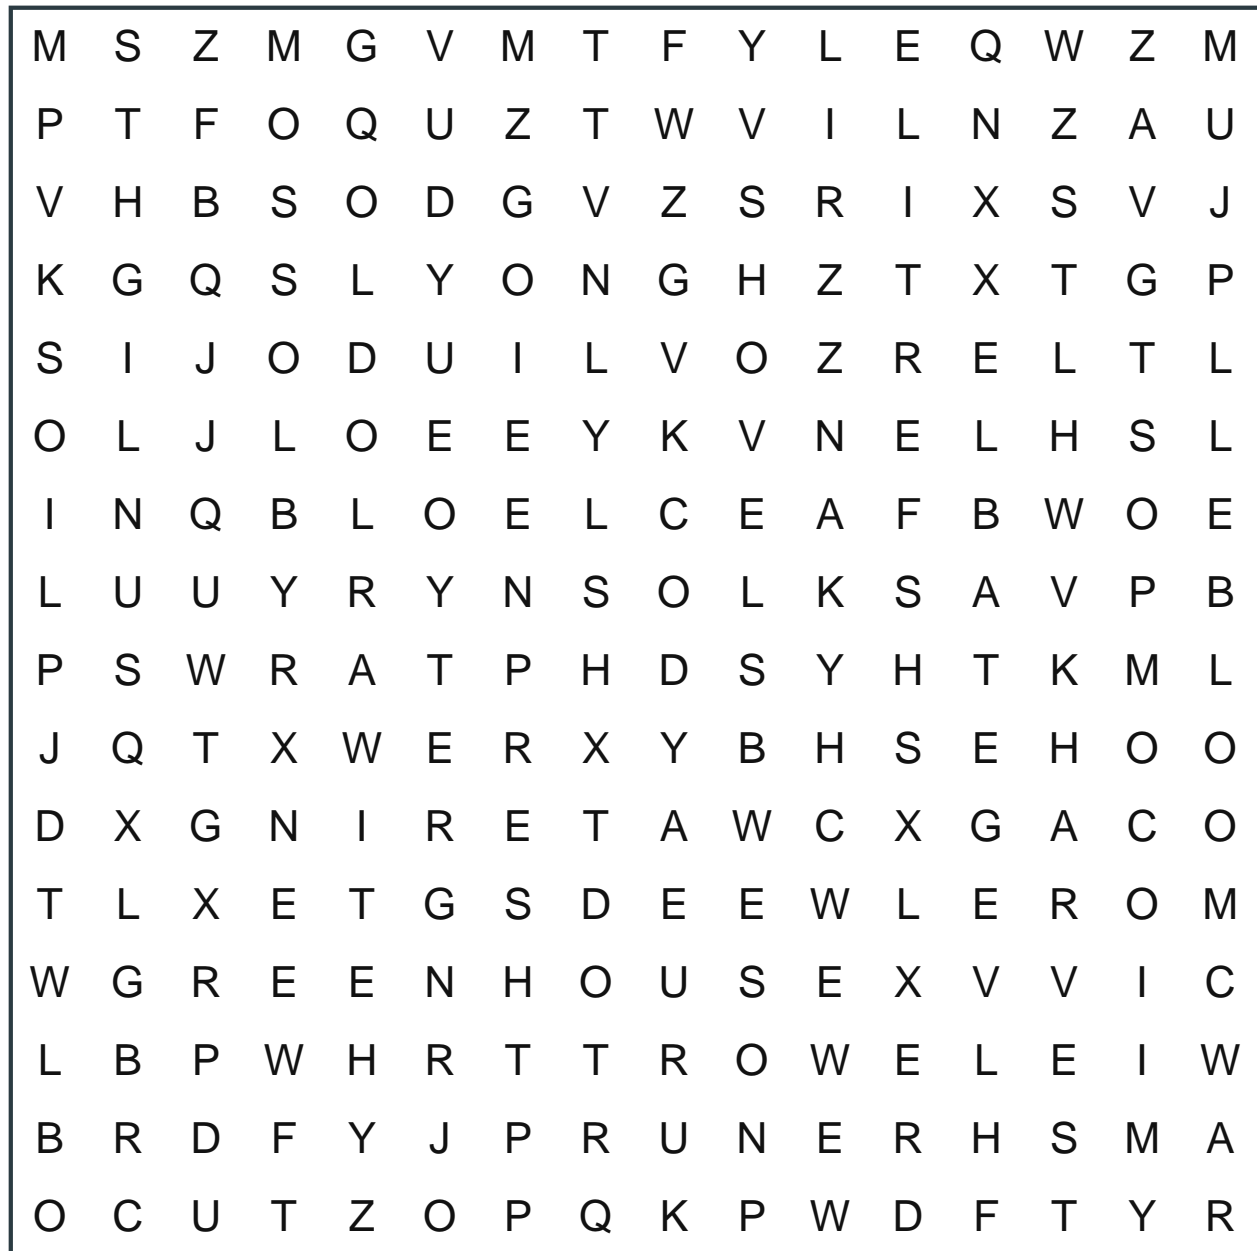 M S Z M G V M T F Y L E Q W Z M
P T F O Q U Z T W V I L N Z A U
V H B S O D G V Z S R I X S V J
K G Q S L Y O N G H Z T X T G P
S I J O D U I L V O Z R E L T L
O L J L O E E Y K V N E L H S L
I N Q B L O E L C E A F B W O E
L U U Y R Y N S O L K S A V P B
P S W R A T P H D S Y H T K M L
J Q T X W E R X Y B H S E H O O
D X G N I R E T A W C X G A C O
T L X E T G S D E E W L E R O M
W G R E E N H O U S E X V V I C
L B P W H R T T R O W E L E I W
B R D F Y J P R U N E R H S M A
O C U T Z O P Q K P W D F T Y R